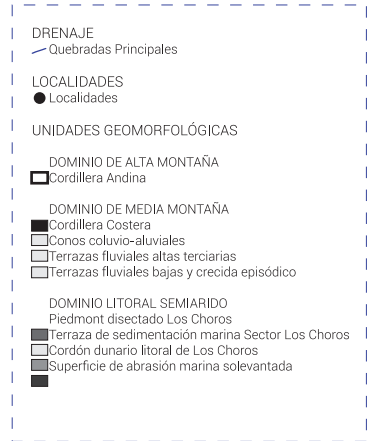 DRENAJE
Quebradas Principales
LOCALIDADES
Localidades
UNIDADES GEOMORFOLÓGICAS
DOMINIO DE ALTA MONTAÑA
Cordillera Andina
DOMINIO DE MEDIA MONTAÑA
Cordillera Costera
Conos coluvio-aluviales
Terrazas fluviales altas terciarias
Terrazas fluviales bajas y crecida episódico
DOMINIO LITORAL SEMIARIDO
Piedmont disectado Los Choros
Terraza de sedimentación marina Sector Los Choros
Cordón dunario litoral de Los Choros
Superficie de abrasión marina solevantada